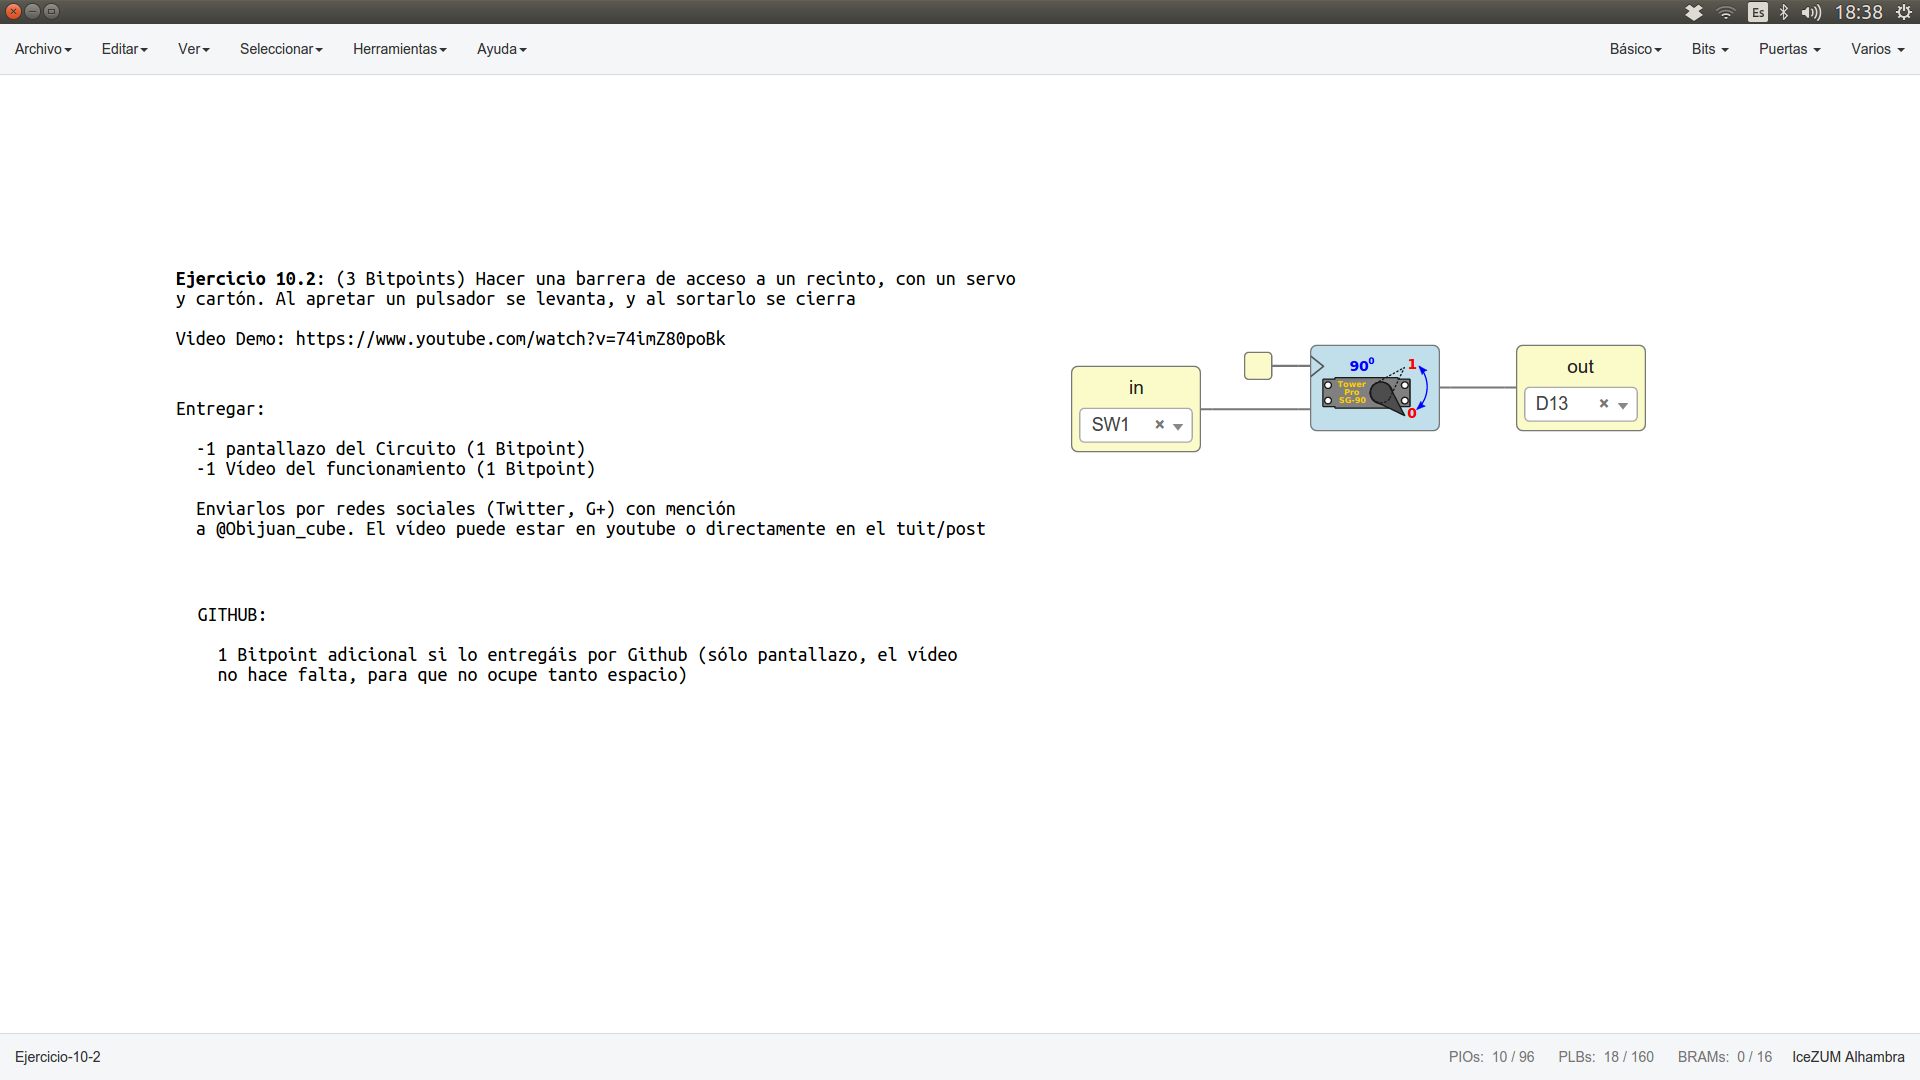 Es
18:38
Archivo
Editar
Ver
Seleccionar
Herramientas
Ayuda
Básico
Bits
Puertas
Varios
Ejercicio 10.2: (3 Bitpoints) Hacer una barrera de acceso a un recinto, con un servo
y cartón. Al apretar un pulsador se levanta, y al sortarlo se cierra
Video Demo: https://www.youtube.com/watch?v=74imZ80poBk
Entregar:
-1 pantallazo del Circuito (1 Bitpoint)
-1 Vídeo del funcionamiento (1 Bitpoint)
Enviarlos por redes sociales (Twitter, G+) con mención
a @Obijuan_cube. El vídeo puede estar en youtube o directamente en el tuit/post
GITHUB:
1 Bitpoint adicional si lo entregáis por Github (sólo pantallazo, el vídeo
no hace falta, para que no ocupe tanto espacio)
in
SW1
90⁰
1
Tower
Pro
SG-90
0
out
D13
Ejercicio-10-2
PIOs: 10 / 96
PLBs: 18 / 160
BRAMs: 0 / 16
IceZUM Alhambra